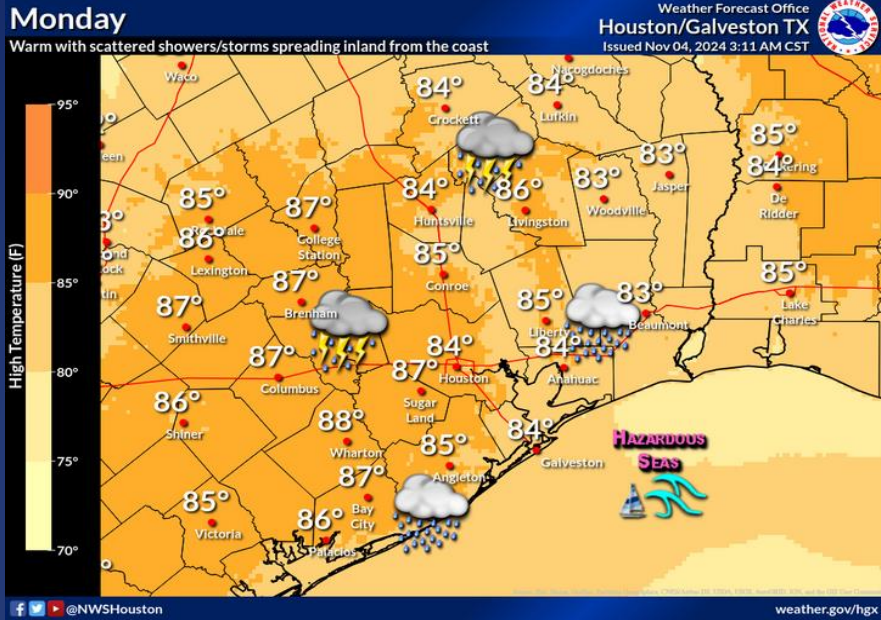 Monday
Weather Forecast Office
Houston/Galveston TX
Warm with scattered showers/storms spreading inland from the coast
Issued Nov 04, 2024 3:11 AM CST
NATIONAL WEATHER SERVICE
High Temperature (F)
95°
90°
85°
80°
75°
70°
Waco
Nacogdoches
84°
Crockett
84°
Lufkin
83°
Jasper
85°
84°
De
Ridder
85°
86°
Lexington
87°
College
Station
84°
Huntsville
86°
Livingston
83°
Woodville
85°
Conroe
87°
Brenham
87°
Smithville
85°
Liberty
83°
Beaumont
85°
Lake
Charles
87°
Columbus
84°
Houston
84°
Anahuac
87°
Sugar
Land
86°
Shiner
88°
Wharton
85°
Angleton
84°
Galveston
HAZARDOUS
SEAS
87°
Bay
City
85°
Victoria
86°
Palacios
@NWSHouston
weather.gov/hgx